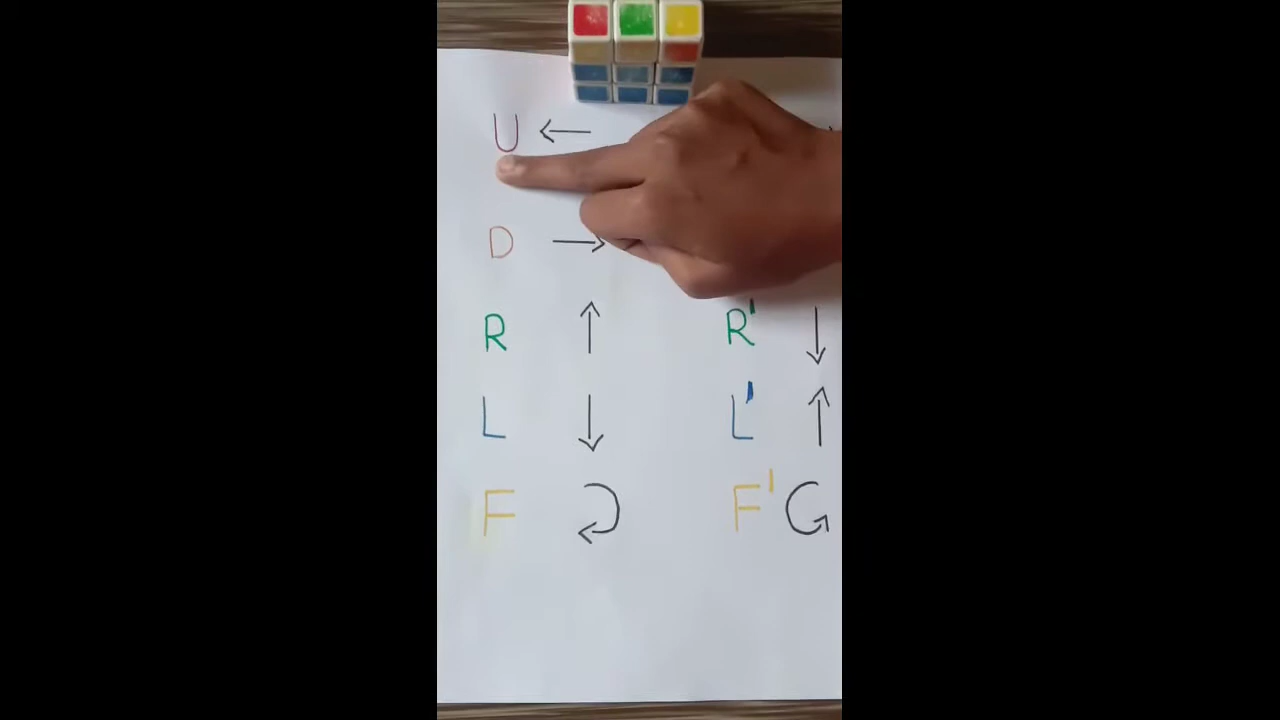 U ←
D →
R ↑ R' ↓
L ↓ L' ↑
F F'